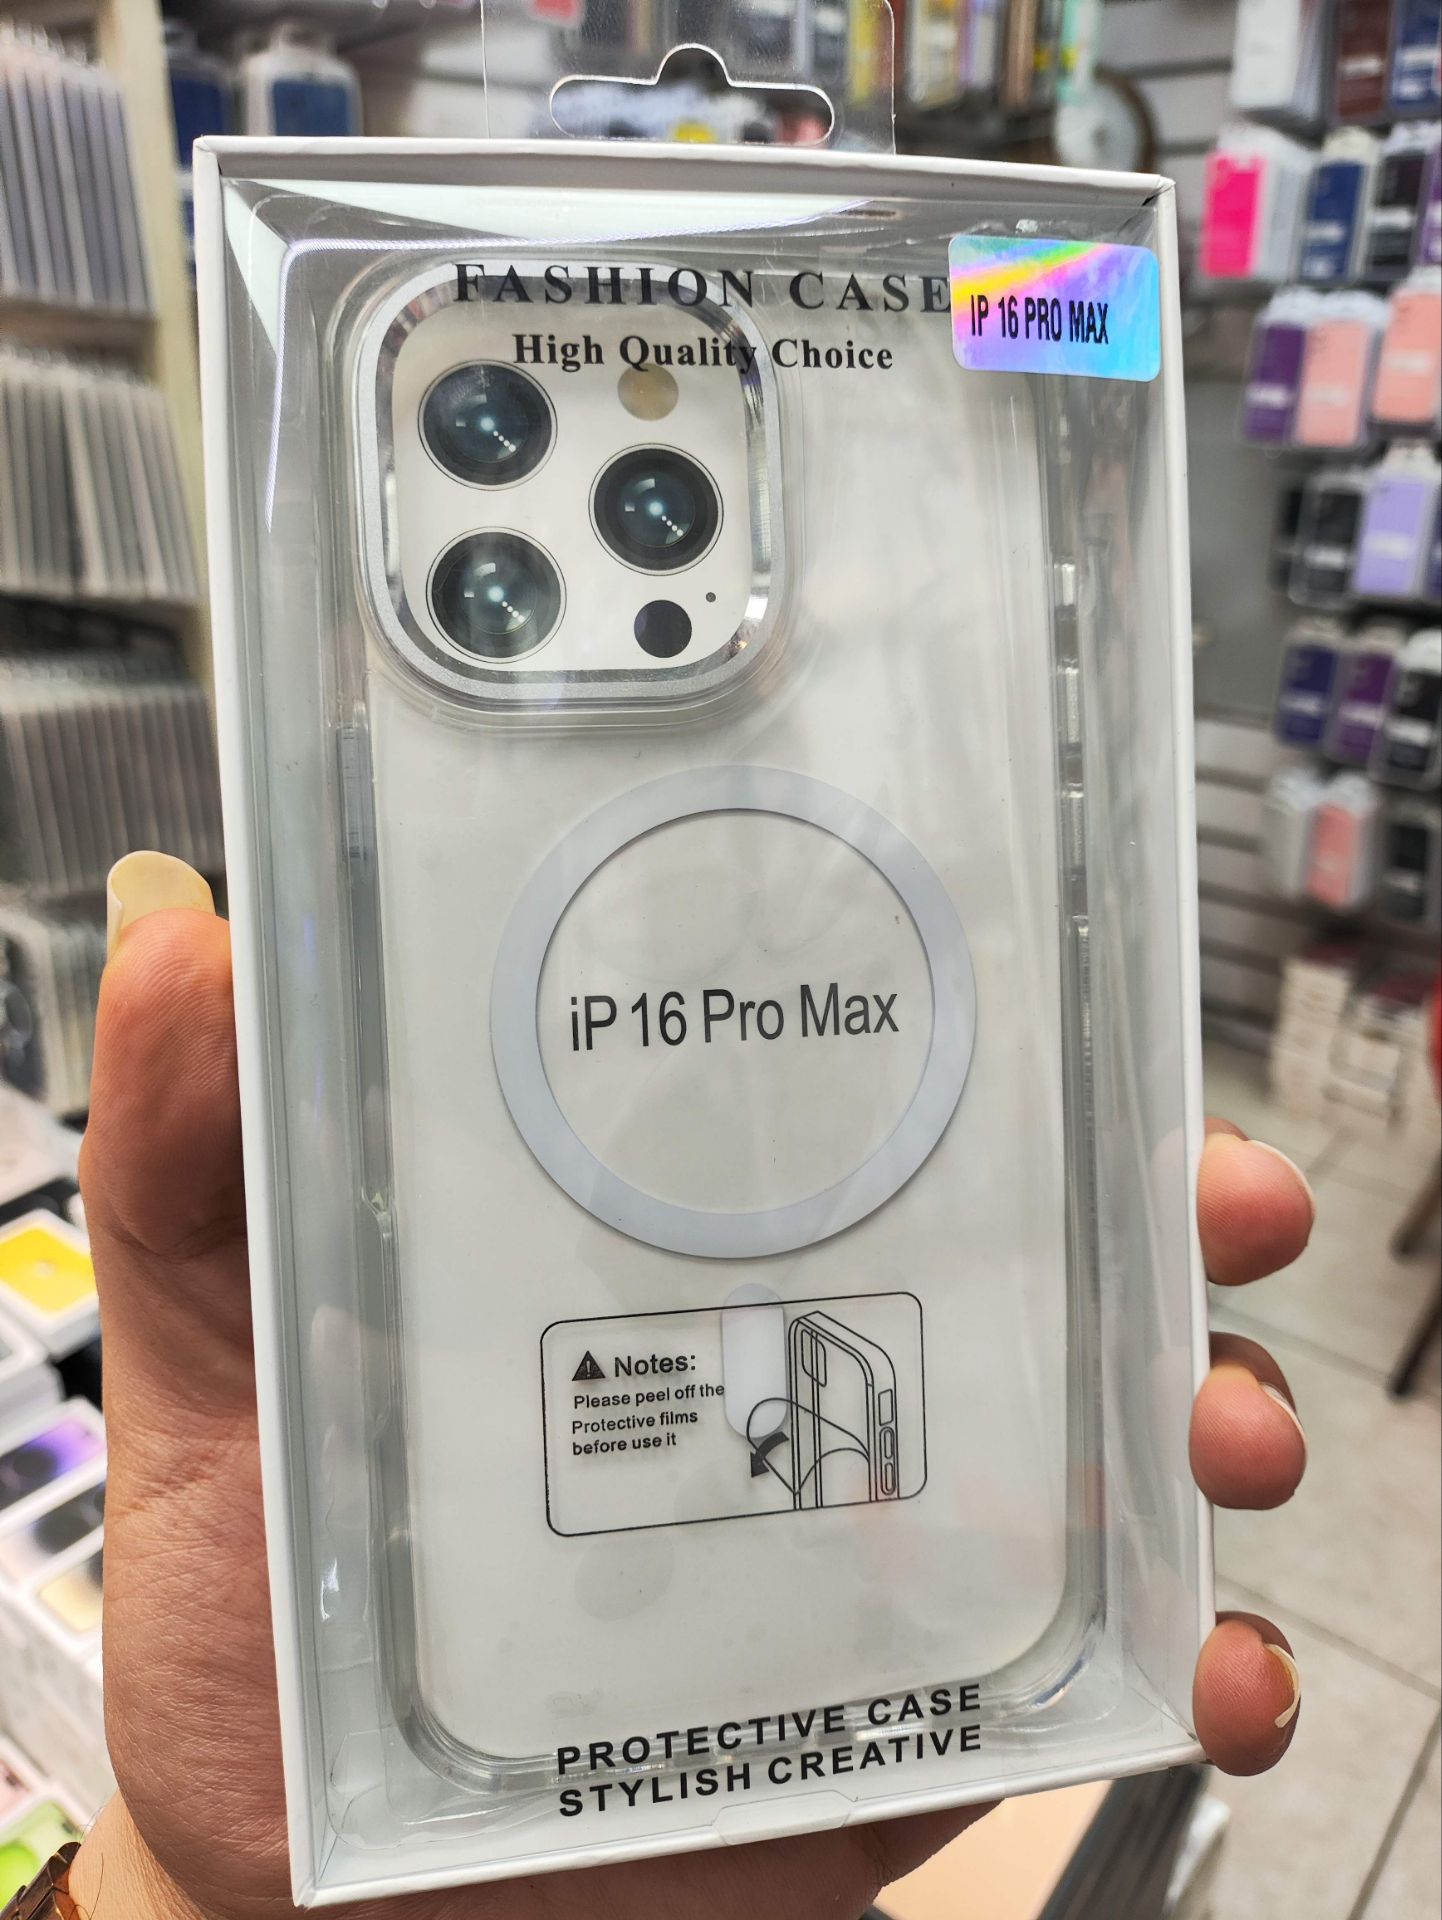 FASHION CASE
High Quality Choice
IP 16 PRO MAX
iP 16 Pro Max
Notes:
Please peel off the
Protective films
before use it
PROTECTIVE CASE
STYLISH CREATIVE